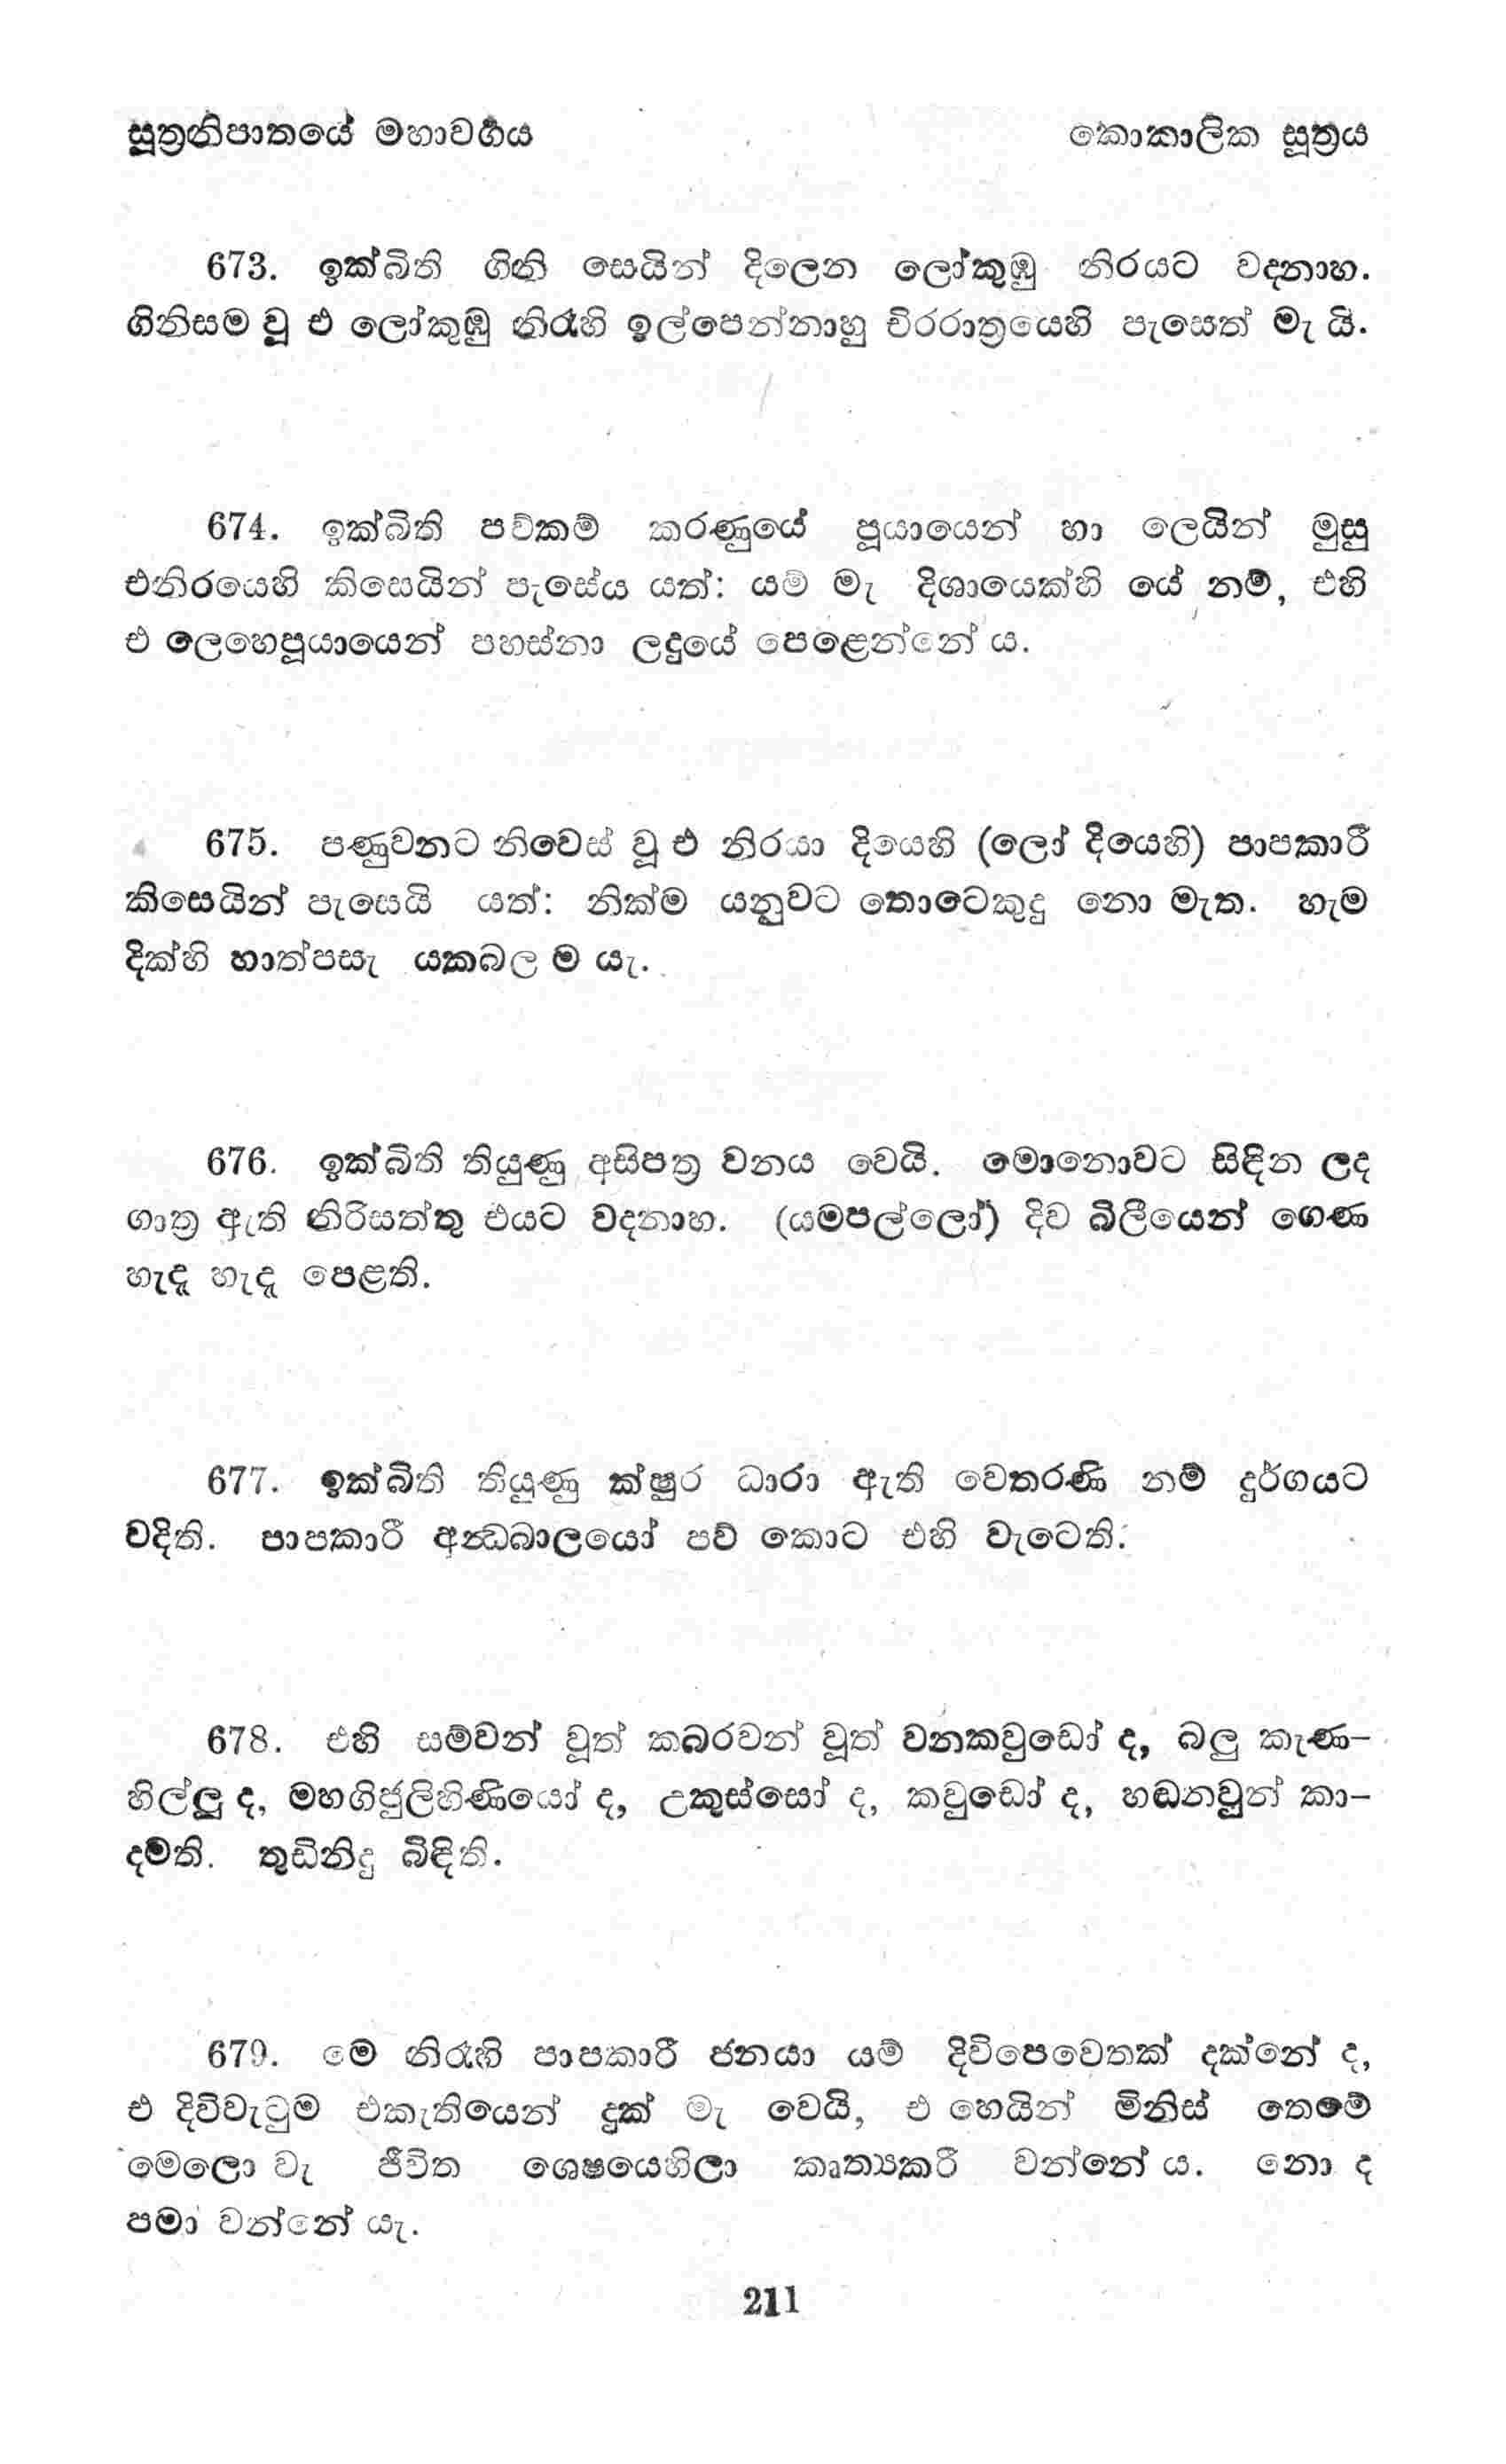 සූත්‍රනිපාතයේ මහාවර්‍ගය
කොකාලික සූත්‍රය
673. ඉක්බිති ගිනි සෙයින් දිලෙන ලෝකුඹු නිරයට වදනාහ.
ගිනිසම වූ එ ලෝකුඹු නිරැහි ඉල්පෙන්නාහු චිරරාත්‍රයෙහි පැසෙත් මැ යි.
674. ඉක්බිති පව්කම් කරණුයේ පූයායෙන් හා ලෙයින් මුසු
එනිරයෙහි කිසෙයින් පැසේය යත්: යම් මැ දිශායෙක්හි යේ නම්, එහි
එ ලෙහෙපූයායෙන් පහස්නා ලදුයේ පෙළෙන්නේ ය.
675. පණුවනට නිවෙස් වූ එ නිරයා දියෙහි (ලෝ දියෙහි) පාපකාරී
කිසෙයින් පැසෙයි යත්: නික්ම යනුවට තොටෙකුදු නො මැත. හැම
දික්හි හාත්පසැ යකබල ම යැ.
676. ඉක්බිති තියුණු අසිපත්‍ර වනය වෙයි. මොනොවට සිඳින ලද
ගාත්‍ර ඇති නිරිසත්තු එයට වදනාහ. (යමපල්ලෝ) දිව බිලීයෙන් ගෙණ
හැදෑ හැදෑ පෙළති.
677. ඉක්බිති තියුණු ක්ෂුර ධාරා ඇති වෙතරණි නම් දුර්ගයට
වදිති. පාපකාරී අන්‍ධබාලයෝ පව් කොට එහි වැටෙති.
678. එහි සම්වන් වූත් කබරවන් වූත් වනකවුඩෝ ද, බලු කැණ-
හිල්ලු ද, මහගිජුලිහිණියෝ ද, උකුස්සෝ ද, කවුඩෝ ද, හඬනවුන් කා-
දමති. තුඩිනිදු බිඳිති.
679. මෙ නිරැහි පාපකාරී ජනයා යම් දිවිපෙවෙතක් දක්නේ ද,
එ දිවිවැටුම එකැතියෙන් දුක් මැ වෙයි, එ හෙයින් මිනිස් තෙමේ
මෙලො වැ ජීවිත ශෙෂයෙහිලා කෘත්‍යකරී වන්නේ ය. නො ද
පමා වන්නේ යැ.
211